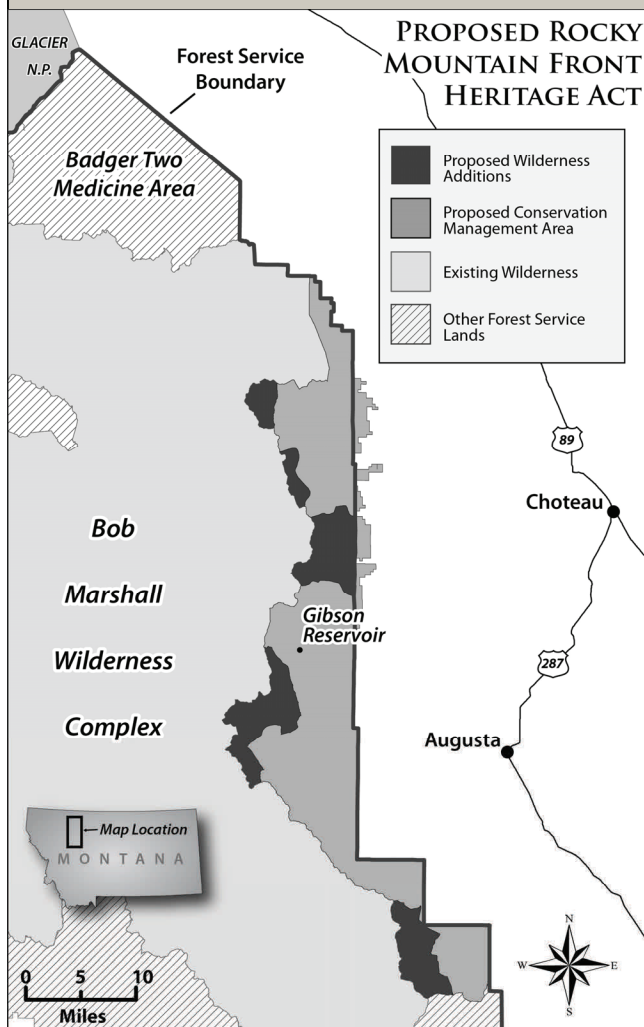 PROPOSED ROCKY
MOUNTAIN FRONT
HERITAGE ACT
GLACIER
N.P.
Forest Service
Boundary
Badger Two
Medicine Area
Proposed Wilderness
Additions
Proposed Conservation
Management Area
Existing Wilderness
Other Forest Service
Lands
89
Choteau
Bob
Marshall
Wilderness
Complex
Gibson
Reservoir
287
Augusta
Map Location
MONTANA
N
W
E
S
0 5 10
Miles